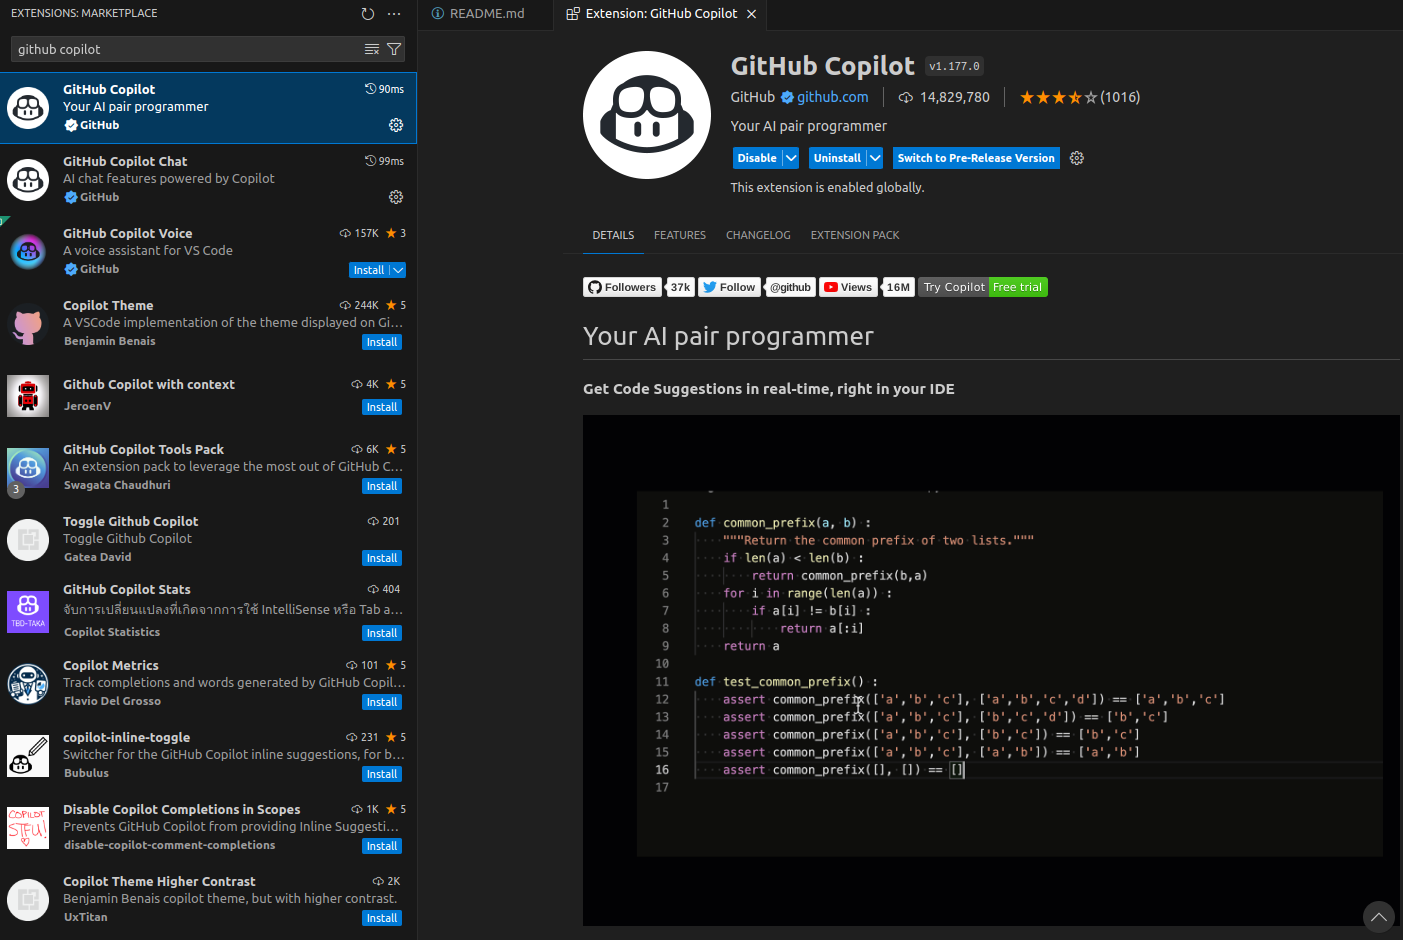 EXTENSIONS: MARKETPLACE
github copilot
GitHub Copilot 90ms
Your AI pair programmer
GitHub
GitHub Copilot Chat 99ms
AI chat features powered by Copilot
GitHub
GitHub Copilot Voice 157K 3
A voice assistant for VS Code
GitHub Install
Copilot Theme 244K 5
A VSCode implementation of the theme displayed on Gi...
Benjamin Benais Install
Github Copilot with context 4K 5
JeroenV Install
GitHub Copilot Tools Pack 6K 5
An extension pack to leverage the most out of GitHub C...
3 Swagata Chaudhuri Install
Toggle Github Copilot 201
Toggle Github Copilot
Gatea David Install
GitHub Copilot Stats 404
จับการเปลี่ยนแปลงที่เกิดจากการใช้ IntelliSense หรือ Tab a...
TBD-TAKA
Copilot Statistics Install
Copilot Metrics 101 5
Track completions and words generated by GitHub Copil...
Flavio Del Grosso Install
copilot-inline-toggle 231 5
Switcher for the GitHub Copilot inline suggestions, for b...
Bubulus Install
COPILOT
STFU!
Disable Copilot Completions in Scopes 1K 5
Prevents GitHub Copilot from providing Inline Suggesti...
disable-copilot-comment-completions Install
Copilot Theme Higher Contrast 2K
Benjamin Benais copilot theme, but with higher contrast.
UxTitan Install
README.md Extension: GitHub Copilot
GitHub Copilot v1.177.0
GitHub github.com 14,829,780 (1016)
Your AI pair programmer
Disable Uninstall Switch to Pre-Release Version
This extension is enabled globally.
DETAILS FEATURES CHANGELOG EXTENSION PACK
Followers 37k Follow @github Views 16M Try Copilot Free trial
Your AI pair programmer
Get Code Suggestions in real-time, right in your IDE
1
2 def common_prefix(a, b) :
3 """Return the common prefix of two lists."""
4 if len(a) < len(b) :
5 return common_prefix(b,a)
6 for i in range(len(a)) :
7 if a[i] != b[i] :
8 return a[:i]
9 return a
10
11 def test_common_prefix() :
12 assert common_prefix(['a','b','c'], ['a','b','c','d']) == ['a','b','c']
13 assert common_prefix(['a','b','c'], ['b','c','d']) == ['b','c']
14 assert common_prefix(['a','b','c'], ['b','c']) == ['b','c']
15 assert common_prefix(['a','b','c'], ['a','b']) == ['a','b']
16 assert common_prefix([], []) == []
17